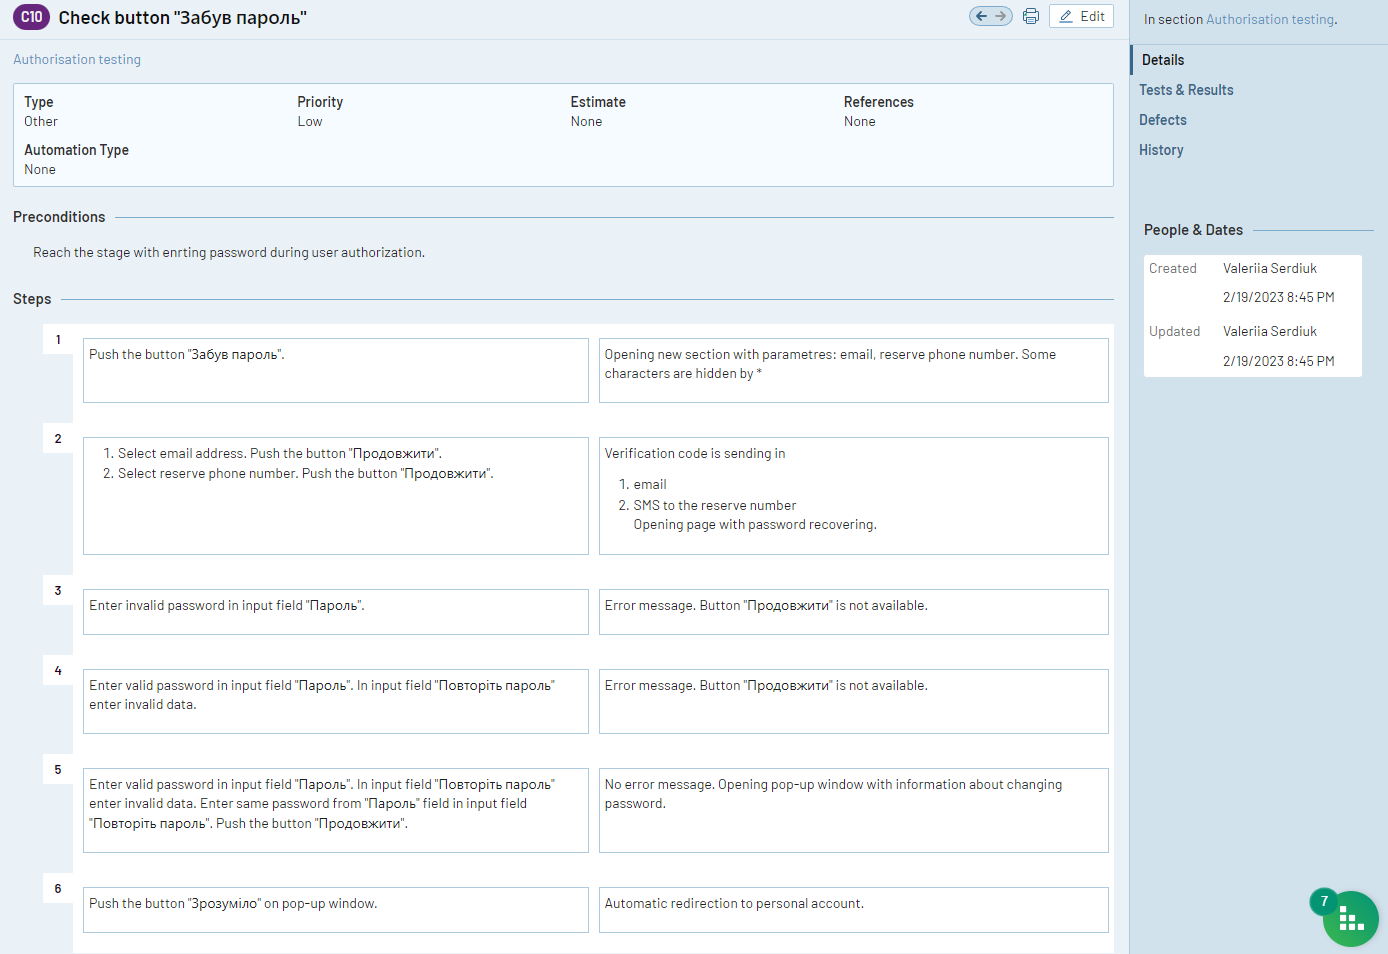 C10 Check button "Забув пароль"
Edit
Authorisation testing
Type
Other
Priority
Low
Estimate
None
References
None
Automation Type
None
Preconditions
Reach the stage with enrting password during user authorization.
Steps
1
Push the button "Забув пароль".
Opening new section with parametres: email, reserve phone number. Some
characters are hidden by *
2
1. Select email address. Push the button "Продовжити".
2. Select reserve phone number. Push the button "Продовжити".
Verification code is sending in
1. email
2. SMS to the reserve number
Opening page with password recovering.
3
Enter invalid password in input field "Пароль".
Error message. Button "Продовжити" is not available.
4
Enter valid password in input field "Пароль". In input field "Повторіть пароль"
enter invalid data.
Error message. Button "Продовжити" is not available.
5
Enter valid password in input field "Пароль". In input field "Повторіть пароль"
enter invalid data. Enter same password from "Пароль" field in input field
"Повторіть пароль". Push the button "Продовжити".
No error message. Opening pop-up window with information about changing
password.
6
Push the button "Зрозуміло" on pop-up window.
Automatic redirection to personal account.
In section Authorisation testing.
Details
Tests & Results
Defects
History
People & Dates
Created
Valeriia Serdiuk
2/19/2023 8:45 PM
Updated
Valeriia Serdiuk
2/19/2023 8:45 PM
7